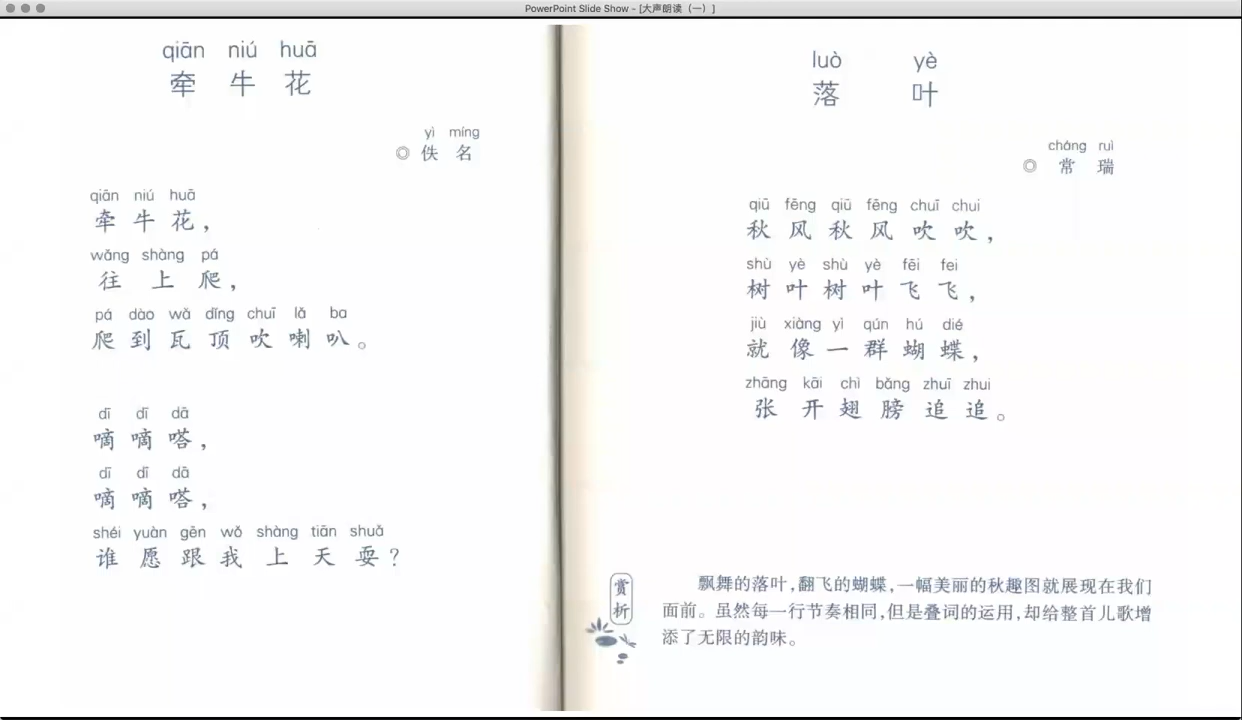 PowerPoint Slide Show - [大声朗读（一）]
qiān niú huā
牵 牛 花
yì míng
◎ 佚 名
qiān niú huā
牵 牛 花，
wǎng shàng pá
往 上 爬，
pá dào wǎ dǐng chuī lǎ ba
爬 到 瓦 顶 吹 喇 叭。
dī dī dā
嘀 嘀 嗒，
dī dī dā
嘀 嘀 嗒，
shéi yuàn gēn wǒ shàng tiān shuǎ
谁 愿 跟 我 上 天 耍？
luò yè
落 叶
cháng ruì
◎ 常 瑞
qiū fēng qiū fēng chuī chui
秋 风 秋 风 吹 吹，
shù yè shù yè fēi fei
树 叶 树 叶 飞 飞，
jiù xiàng yì qún hú dié
就 像 一 群 蝴 蝶，
zhāng kāi chì bǎng zhuī zhui
张 开 翅 膀 追 追。
赏析
飘舞的落叶，翻飞的蝴蝶，一幅美丽的秋趣图就展现在我们
面前。虽然每一行节奏相同，但是叠词的运用，却给整首儿歌增
添了无限的韵味。